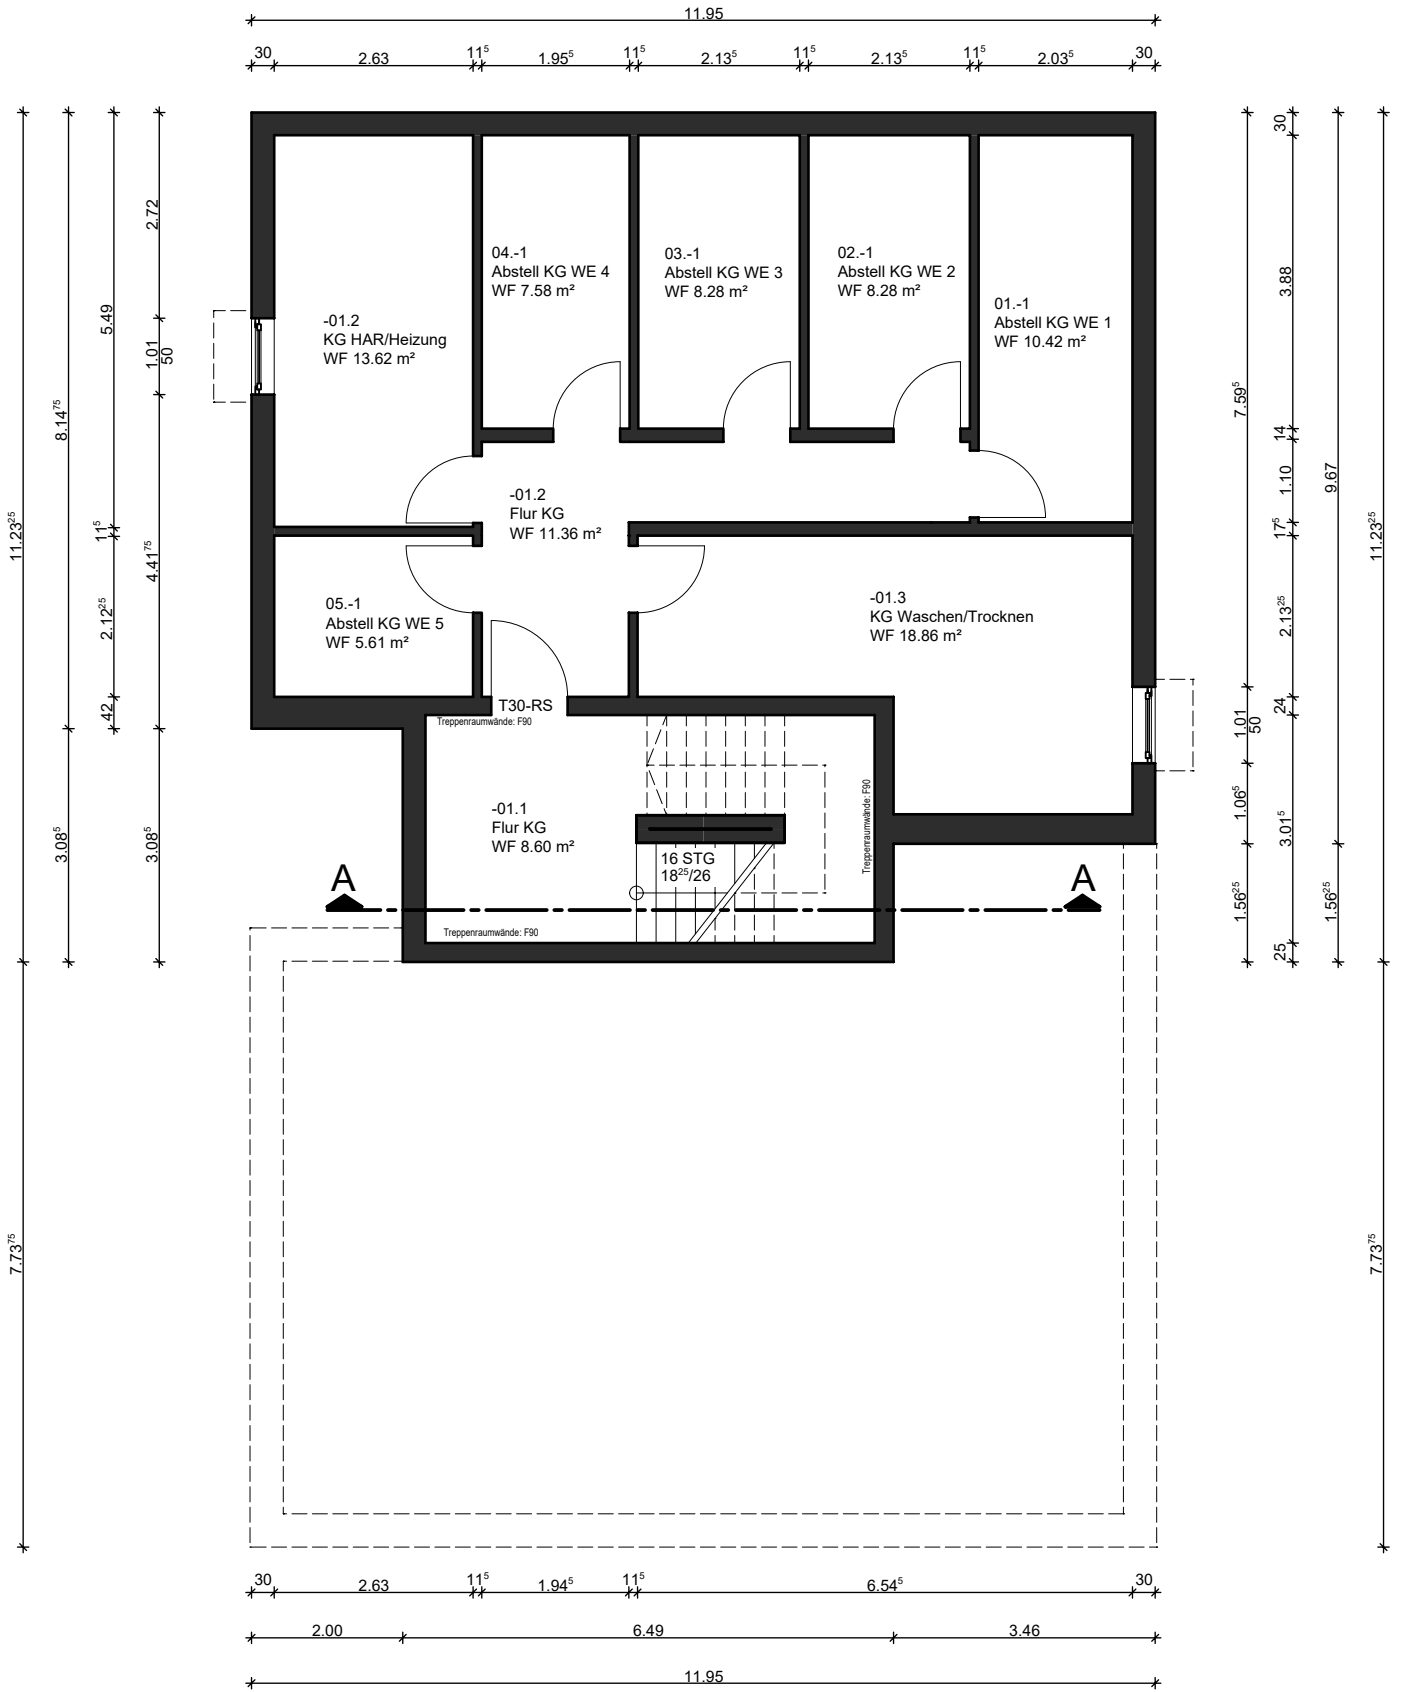 11.95
30 2.63 11⁵ 1.95⁵ 11⁵ 2.13⁵ 11⁵ 2.13⁵ 11⁵ 2.03⁵ 30
11.23²⁵
7.73⁷⁵
8.14⁷⁵
3.08⁵
5.49
11⁵
2.12²⁵
42
2.72
1.01
50
4.41⁷⁵
3.08⁵
04.-1
Abstell KG WE 4
WF 7.58 m²
03.-1
Abstell KG WE 3
WF 8.28 m²
02.-1
Abstell KG WE 2
WF 8.28 m²
01.-1
Abstell KG WE 1
WF 10.42 m²
-01.2
KG HAR/Heizung
WF 13.62 m²
-01.2
Flur KG
WF 11.36 m²
05.-1
Abstell KG WE 5
WF 5.61 m²
-01.3
KG Waschen/Trocknen
WF 18.86 m²
T30-RS
Treppenraumwände: F90
-01.1
Flur KG
WF 8.60 m²
16 STG
18²⁵/26
Treppenraumwände: F90
A
A
Treppenraumwände: F90
7.59⁵
1.01
50
1.06⁵
1.56²⁵
30
3.88
14
1.10
17⁵
2.13²⁵
24
3.01⁵
25
9.67
1.56²⁵
11.23²⁵
7.73⁷⁵
30 2.63 11⁵ 1.94⁵ 11⁵ 6.54⁵ 30
2.00 6.49 3.46
11.95